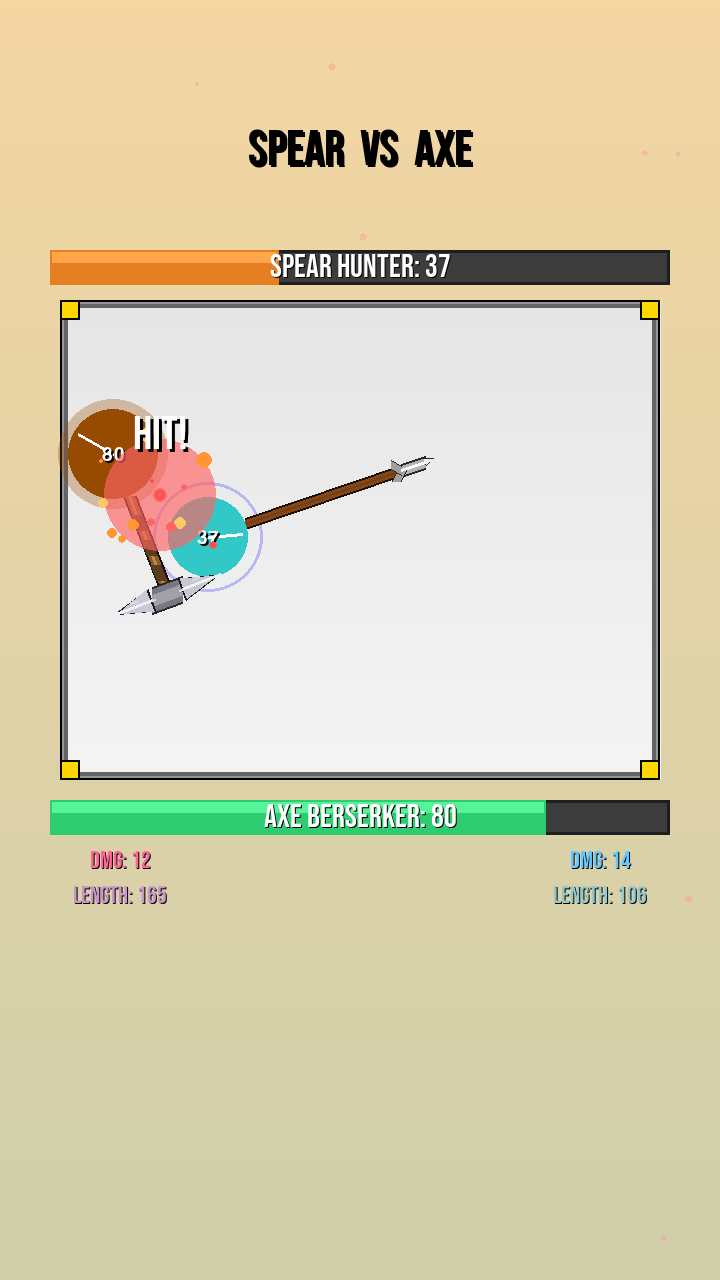 SPEAR VS AXE
SPEAR HUNTER: 37
HIT!
80
37
AXE BERSERKER: 80
DMG: 12
DMG: 14
LENGTH: 165
LENGTH: 106